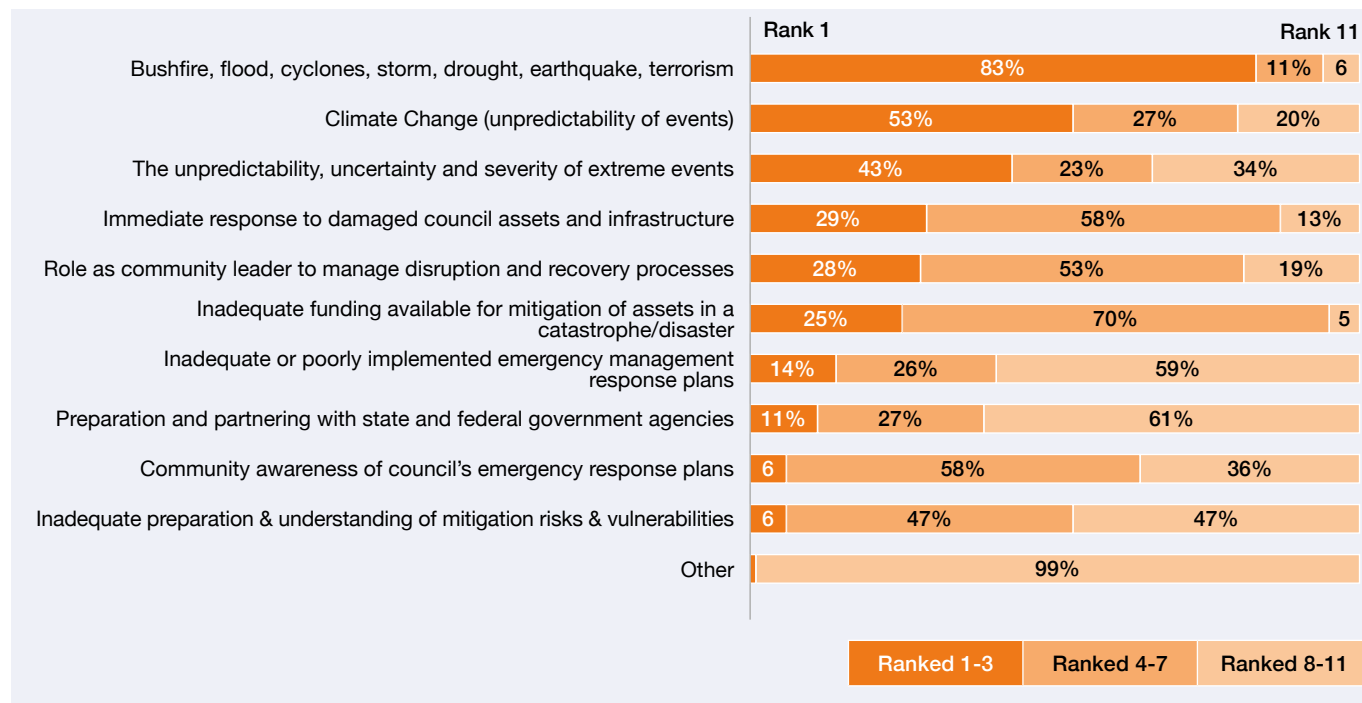 Rank 1 Rank 11
Bushfire, flood, cyclones, storm, drought, earthquake, terrorism 83% 11% 6
Climate Change (unpredictability of events) 53% 27% 20%
The unpredictability, uncertainty and severity of extreme events 43% 23% 34%
Immediate response to damaged council assets and infrastructure 29% 58% 13%
Role as community leader to manage disruption and recovery processes 28% 53% 19%
Inadequate funding available for mitigation of assets in a
catastrophe/disaster 25% 70% 5
Inadequate or poorly implemented emergency management
response plans 14% 26% 59%
Preparation and partnering with state and federal government agencies 11% 27% 61%
Community awareness of council’s emergency response plans 6 58% 36%
Inadequate preparation & understanding of mitigation risks & vulnerabilities 6 47% 47%
Other 99%
Ranked 1-3 Ranked 4-7 Ranked 8-11